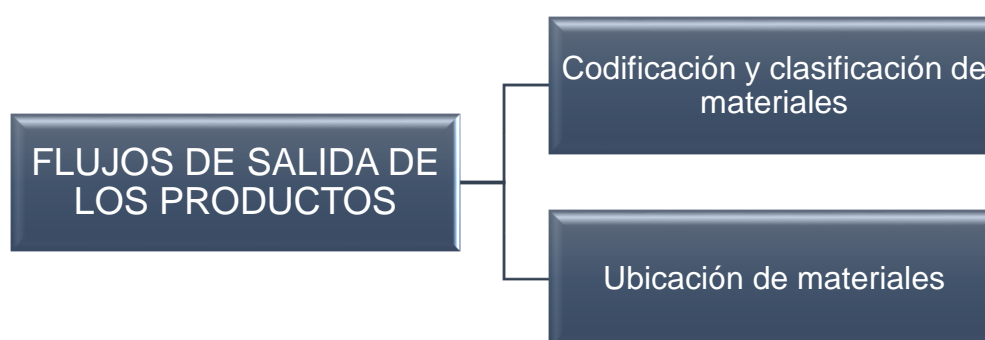 Codificación y clasificación de
materiales
FLUJOS DE SALIDA DE
LOS PRODUCTOS
Ubicación de materiales